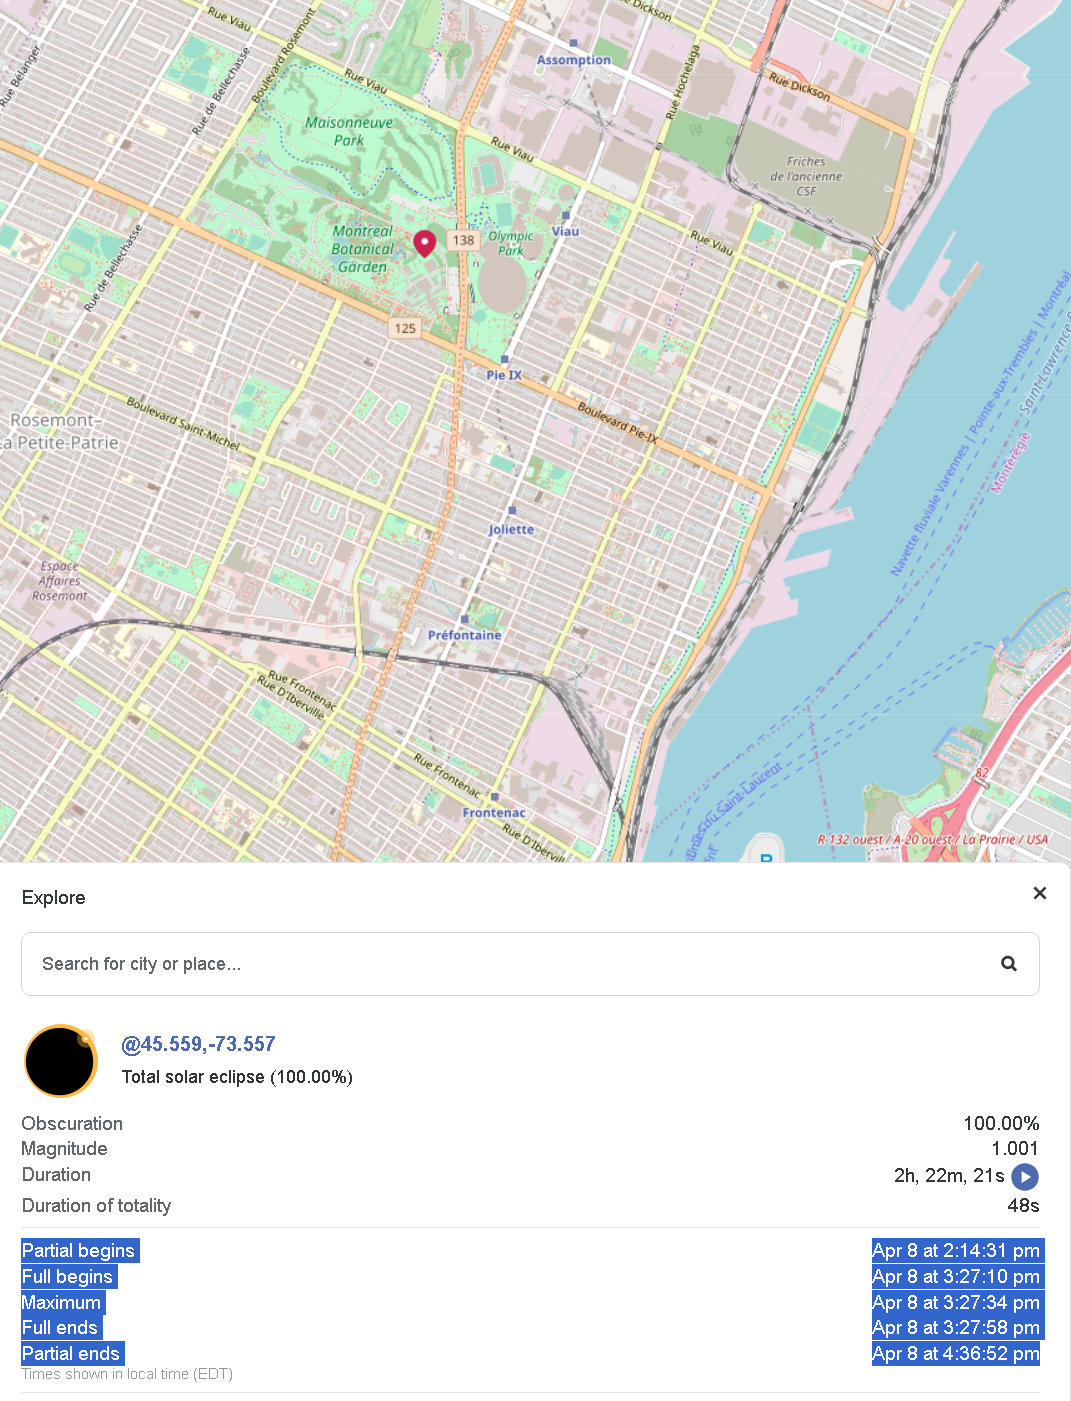 Rue Viau
Boulevard Rosemont
Rue Bélanger
Rue de Bellechasse
Rue Viau
Maisonneuve
Park
Assomption
Rue Dickson
Rue Hochelaga
Rue Dickson
Rue Viau
Friches
de l'ancienne
CSF
Montreal
Botanical
Garden
138
Olympic
Park
Viau
Rue Viau
Rue de Bellechasse
125
Pie IX
Boulevard Saint-Michel
Rosemont–
La Petite-Patrie
Boulevard Pie-IX
Navette fluviale Varennes | Pointe-aux-Trembles | Montréal
Saint-Lawrence
Montérégie
Joliette
Espace
Affaires
Rosemont
Préfontaine
Rue Frontenac
Rue D'Iberville
Rue Frontenac
Frontenac
Rue D'Iberville
du Saint-Laurent
82
R-132 ouest / A-20 ouest / La Prairie / USA
Explore
×
Search for city or place...
@45.559,-73.557
Total solar eclipse (100.00%)
Obscuration 100.00%
Magnitude 1.001
Duration 2h, 22m, 21s
Duration of totality 48s
Partial begins Apr 8 at 2:14:31 pm
Full begins Apr 8 at 3:27:10 pm
Maximum Apr 8 at 3:27:34 pm
Full ends Apr 8 at 3:27:58 pm
Partial ends Apr 8 at 4:36:52 pm
Times shown in local time (EDT)